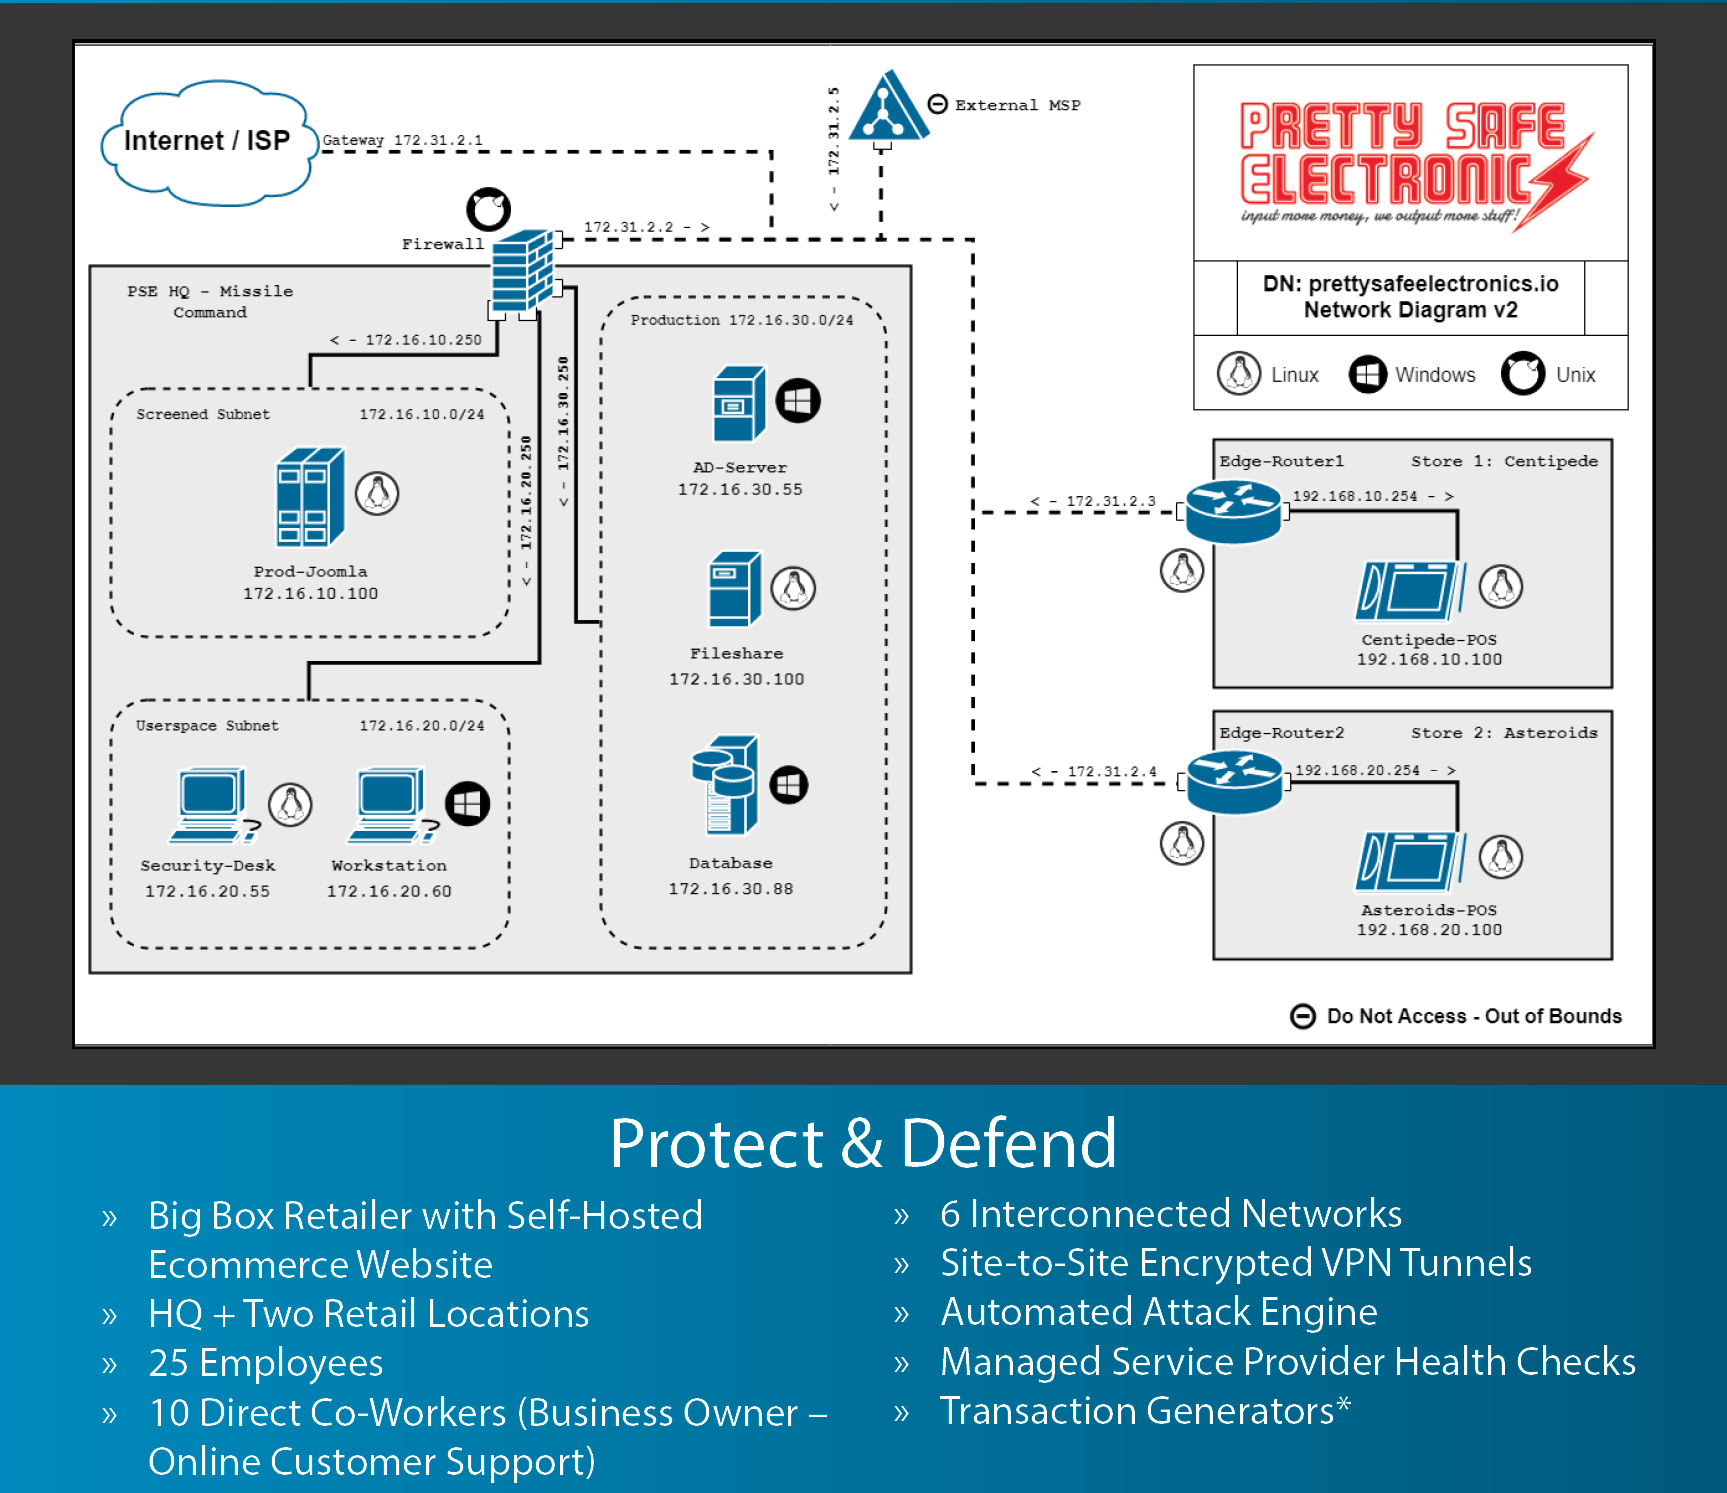 Internet / ISP
Gateway 172.31.2.1
< - 172.31.2.5
External MSP
PRETTY SAFE
ELECTRONICS
input more money, we output more stuff!
DN: prettysafeelectronics.io
Network Diagram v2
Linux
Windows
Unix
Firewall
172.31.2.2 - >
PSE HQ - Missile
Command
< - 172.16.10.250
< - 172.16.20.250
< - 172.16.30.250
Screened Subnet 172.16.10.0/24
Prod-Joomla
172.16.10.100
Userspace Subnet 172.16.20.0/24
Security-Desk
172.16.20.55
Workstation
172.16.20.60
Production 172.16.30.0/24
AD-Server
172.16.30.55
Fileshare
172.16.30.100
Database
172.16.30.88
< - 172.31.2.3
Edge-Router1 Store 1: Centipede
192.168.10.254 - >
Centipede-POS
192.168.10.100
< - 172.31.2.4
Edge-Router2 Store 2: Asteroids
192.168.20.254 - >
Asteroids-POS
192.168.20.100
Do Not Access - Out of Bounds
Protect & Defend
» Big Box Retailer with Self-Hosted
Ecommerce Website
» HQ + Two Retail Locations
» 25 Employees
» 10 Direct Co-Workers (Business Owner –
Online Customer Support)
» 6 Interconnected Networks
» Site-to-Site Encrypted VPN Tunnels
» Automated Attack Engine
» Managed Service Provider Health Checks
» Transaction Generators*